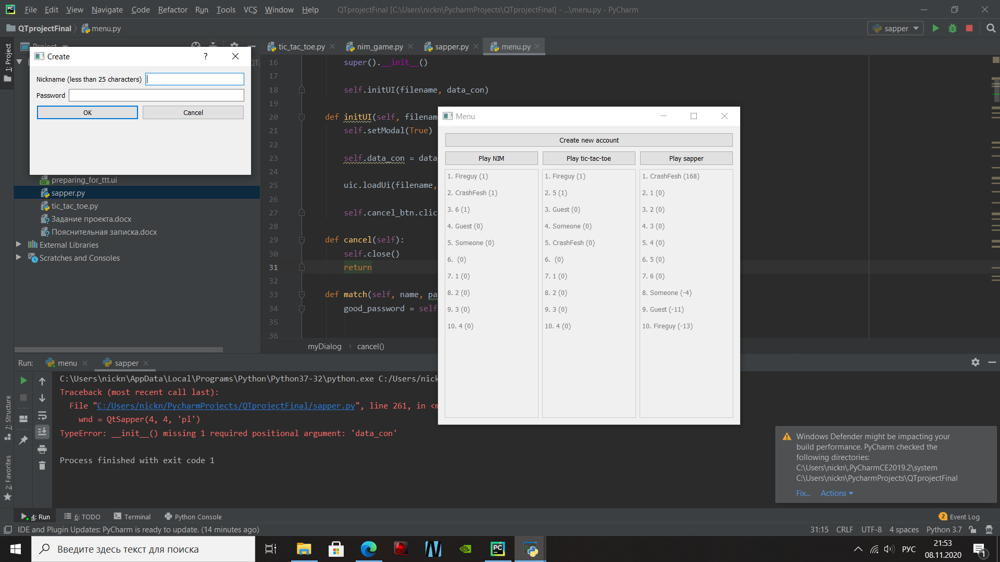 File Edit View Navigate Code Refactor Run Tools VCS Window Help QTprojectFinal [C:\Users\nickn\PycharmProjects\QTprojectFinal] - ...\menu.py - PyCharm
QTprojectFinal menu.py sapper
1: Project
tic_tac_toe.py nim_game.py sapper.py menu.py
Create ?
Nickname (less than 25 characters)
Password
OK Cancel
preparing_for_ttt.ui
sapper.py
tic_tac_toe.py
Задание проекта.docx
Пояснительная записка.docx
External Libraries
Scratches and Consoles
16 super().__init__()
17
18 self.initUI(filename, data_con)
19
20 def initUI(self, filenam
21 self.setModal(True)
22
23 self.data_con = data
24
25 uic.loadUi(filename,
26
27 self.cancel_btn.clic
28
29 def cancel(self):
30 self.close()
31 return
32
33 def match(self, name, pa
34 good_password = self
35
36
myDialog cancel()
Menu
Create new account
Play NIM Play tic-tac-toe Play sapper
1. Fireguy (1) 1. Fireguy (1) 1. CrashFesh (168)
2. CrashFesh (1) 2. 5 (1) 2. 1 (0)
3. 6 (1) 3. Guest (0) 3. 2 (0)
4. Guest (0) 4. Someone (0) 4. 3 (0)
5. Someone (0) 5. CrashFesh (0) 5. 4 (0)
6. (0) 6. (0) 6. 5 (0)
7. 1 (0) 7. 1 (0) 7. 6 (0)
8. 2 (0) 8. 2 (0) 8. Someone (-4)
9. 3 (0) 9. 3 (0) 9. Guest (-11)
10. 4 (0) 10. 4 (0) 10. Fireguy (-13)
Run: menu sapper
C:\Users\nickn\AppData\Local\Programs\Python\Python37-32\python.exe C:/Users/nick
Traceback (most recent call last):
File "C:/Users/nickn/PycharmProjects/QTprojectFinal/sapper.py", line 261, in <m
wnd = QtSapper(4, 4, 'pl')
TypeError: __init__() missing 1 required positional argument: 'data_con'
Process finished with exit code 1
7: Structure
2: Favorites
Windows Defender might be impacting your
build performance. PyCharm checked the
following directories:
C:\Users\nickn\.PyCharmCE2019.2\system
C:\Users\nickn\PycharmProjects\QTprojectFinal
Fix... Actions
4: Run 6: TODO Terminal Python Console 2 Event Log
IDE and Plugin Updates: PyCharm is ready to update. (14 minutes ago) 31:15 CRLF UTF-8 4 spaces Python 3.7
Введите здесь текст для поиска
РУС
21:53
08.11.2020
1